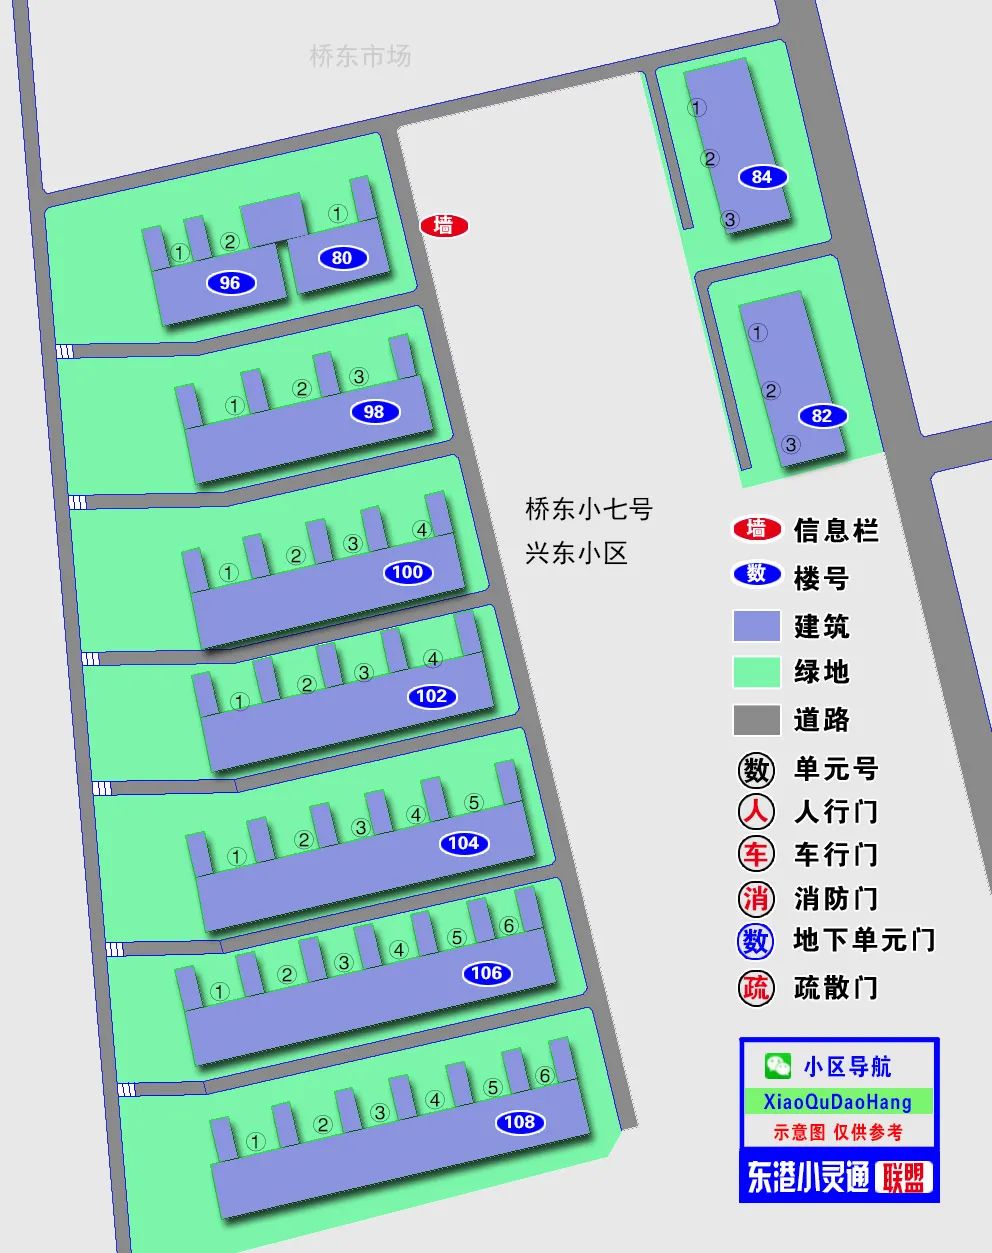 桥东市场
①
②
84
③
①
墙
①
②
80
96
①
②
82
③
①
②
③
98
①
②
③
④
100
桥东小七号
兴东小区
墙 信息栏
数 楼号
建筑
绿地
道路
数 单元号
人 人行门
车 车行门
消 消防门
数 地下单元门
疏 疏散门
①
②
③
④
102
①
②
③
④
⑤
104
①
②
③
④
⑤
⑥
106
①
②
③
④
⑤
⑥
108
小区导航
XiaoQuDaoHang
示意图 仅供参考
东港小灵通 联盟